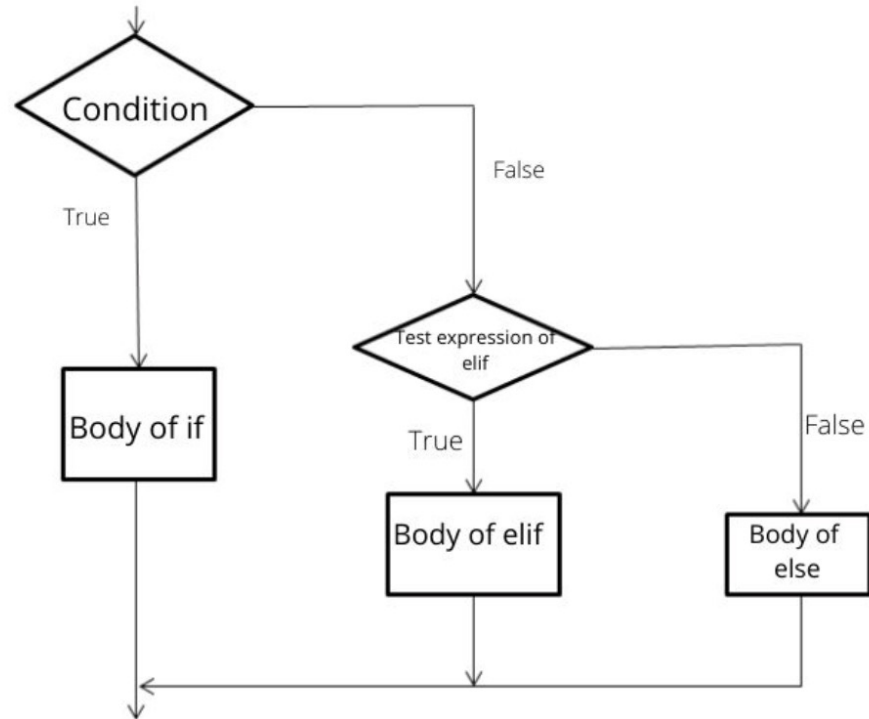 Condition
False
True
Test expression of
elif
Body of if
True
False
Body of elif
Body of
else